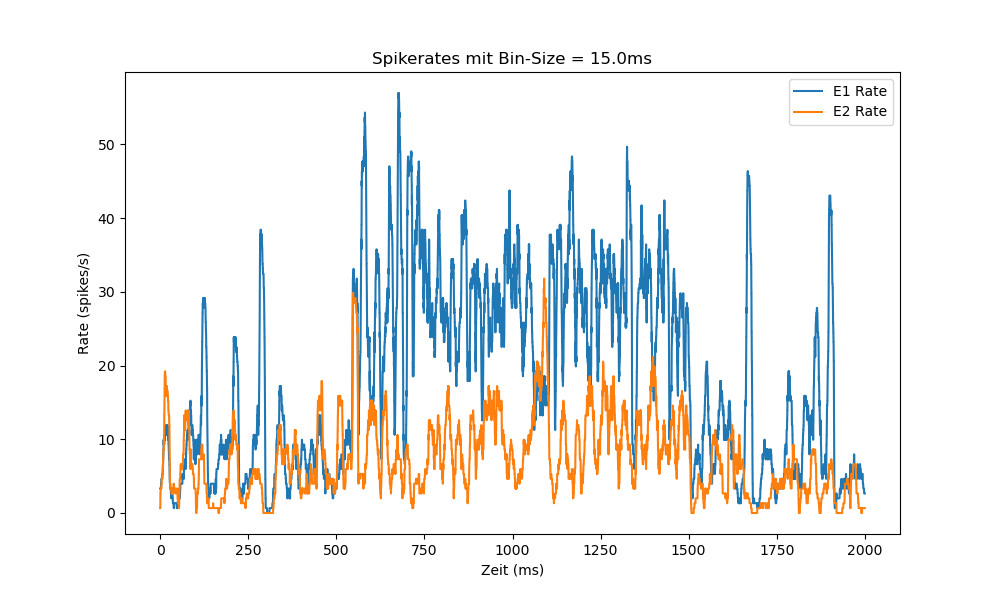 Spikerates mit Bin-Size = 15.0ms
E1 Rate
E2 Rate
Rate (spikes/s)
50
40
30
20
10
0
0 250 500 750 1000 1250 1500 1750 2000
Zeit (ms)